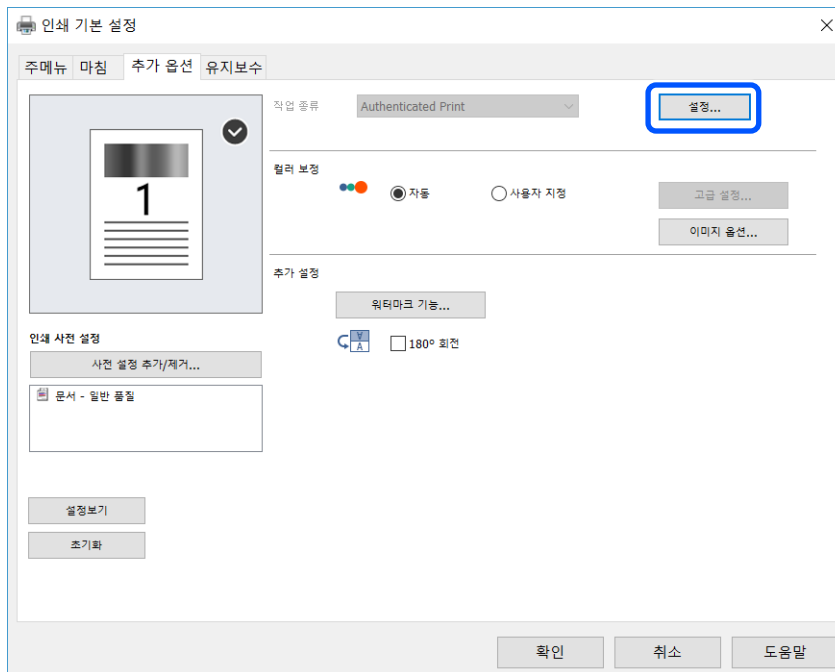 인쇄 기본 설정
주메뉴 마침 추가 옵션 유지보수
작업 종류 Authenticated Print 설정...
1
컬러 보정
자동 사용자 지정 고급 설정...
이미지 옵션...
추가 설정
워터마크 기능...
A A 180º 회전
인쇄 사전 설정
사전 설정 추가/제거...
문서 - 일반 품질
설정보기
초기화
확인 취소 도움말